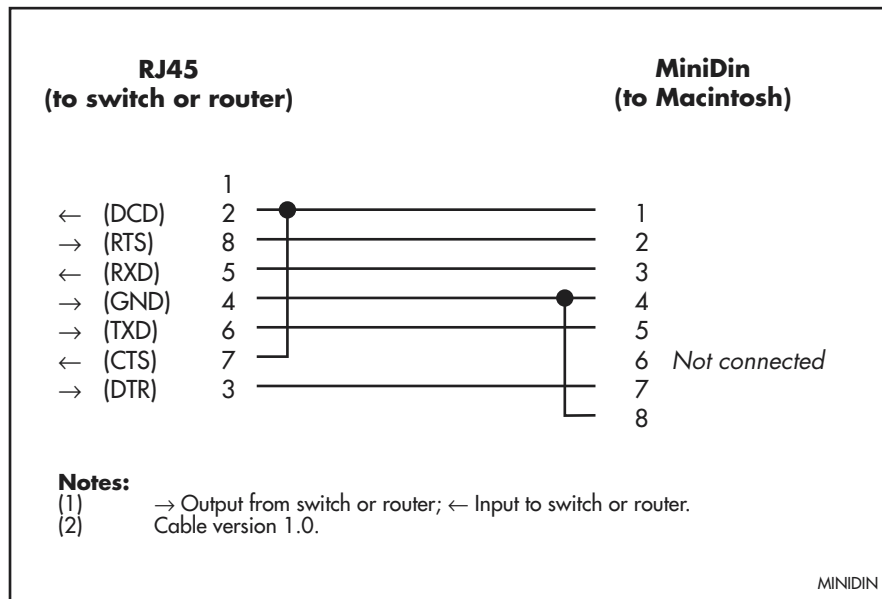 RJ45
(to switch or router)
MiniDin
(to Macintosh)
1
← (DCD) 2 1
→ (RTS) 8 2
← (RXD) 5 3
→ (GND) 4 4
→ (TXD) 6 5
← (CTS) 7 6 Not connected
→ (DTR) 3 7
8
Notes:
(1) → Output from switch or router; ← Input to switch or router.
(2) Cable version 1.0.
MINIDIN